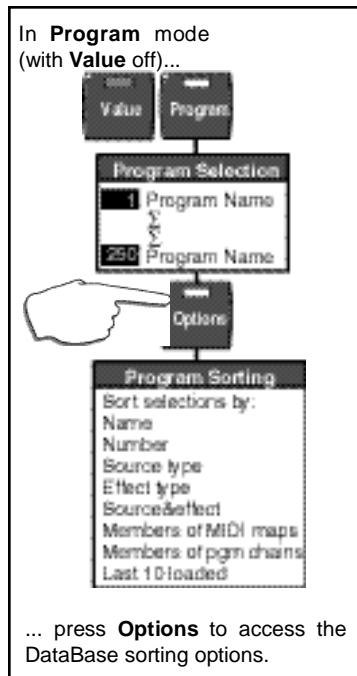 In Program mode
(with Value off)...
Value Program
Program Selection
1 Program Name
Σ
Σ
250 Program Name
Options
Program Sorting
Sort selections by:
Name
Number
Source type
Effect type
Source&effect
Members of MIDI maps
Members of pgm chains
Last 10 loaded
... press Options to access the
DataBase sorting options.